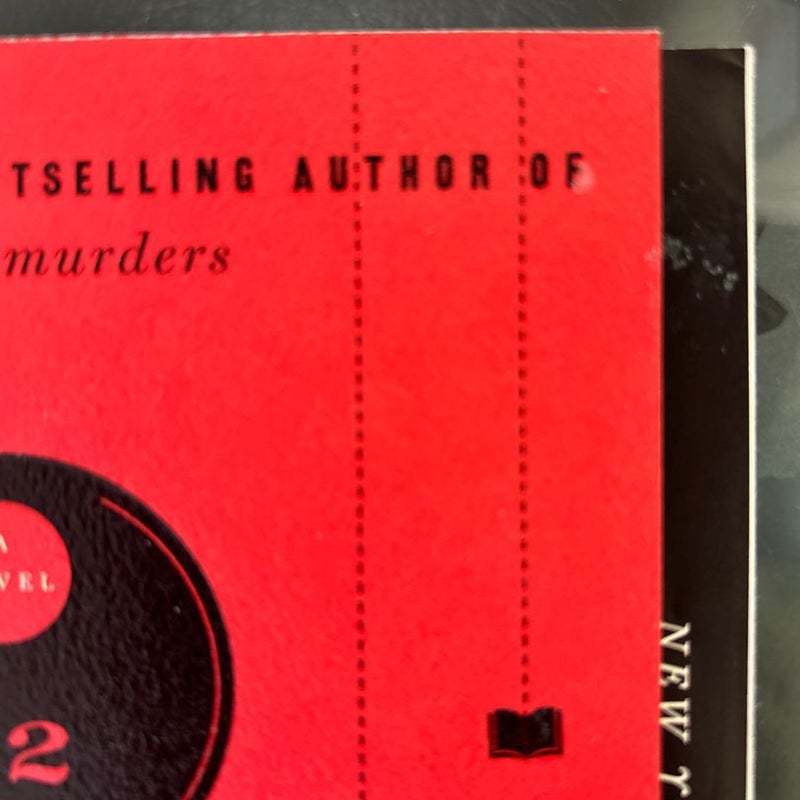 TSELLING AUTHOR OF
murders
A
VEL
2
NEW Y